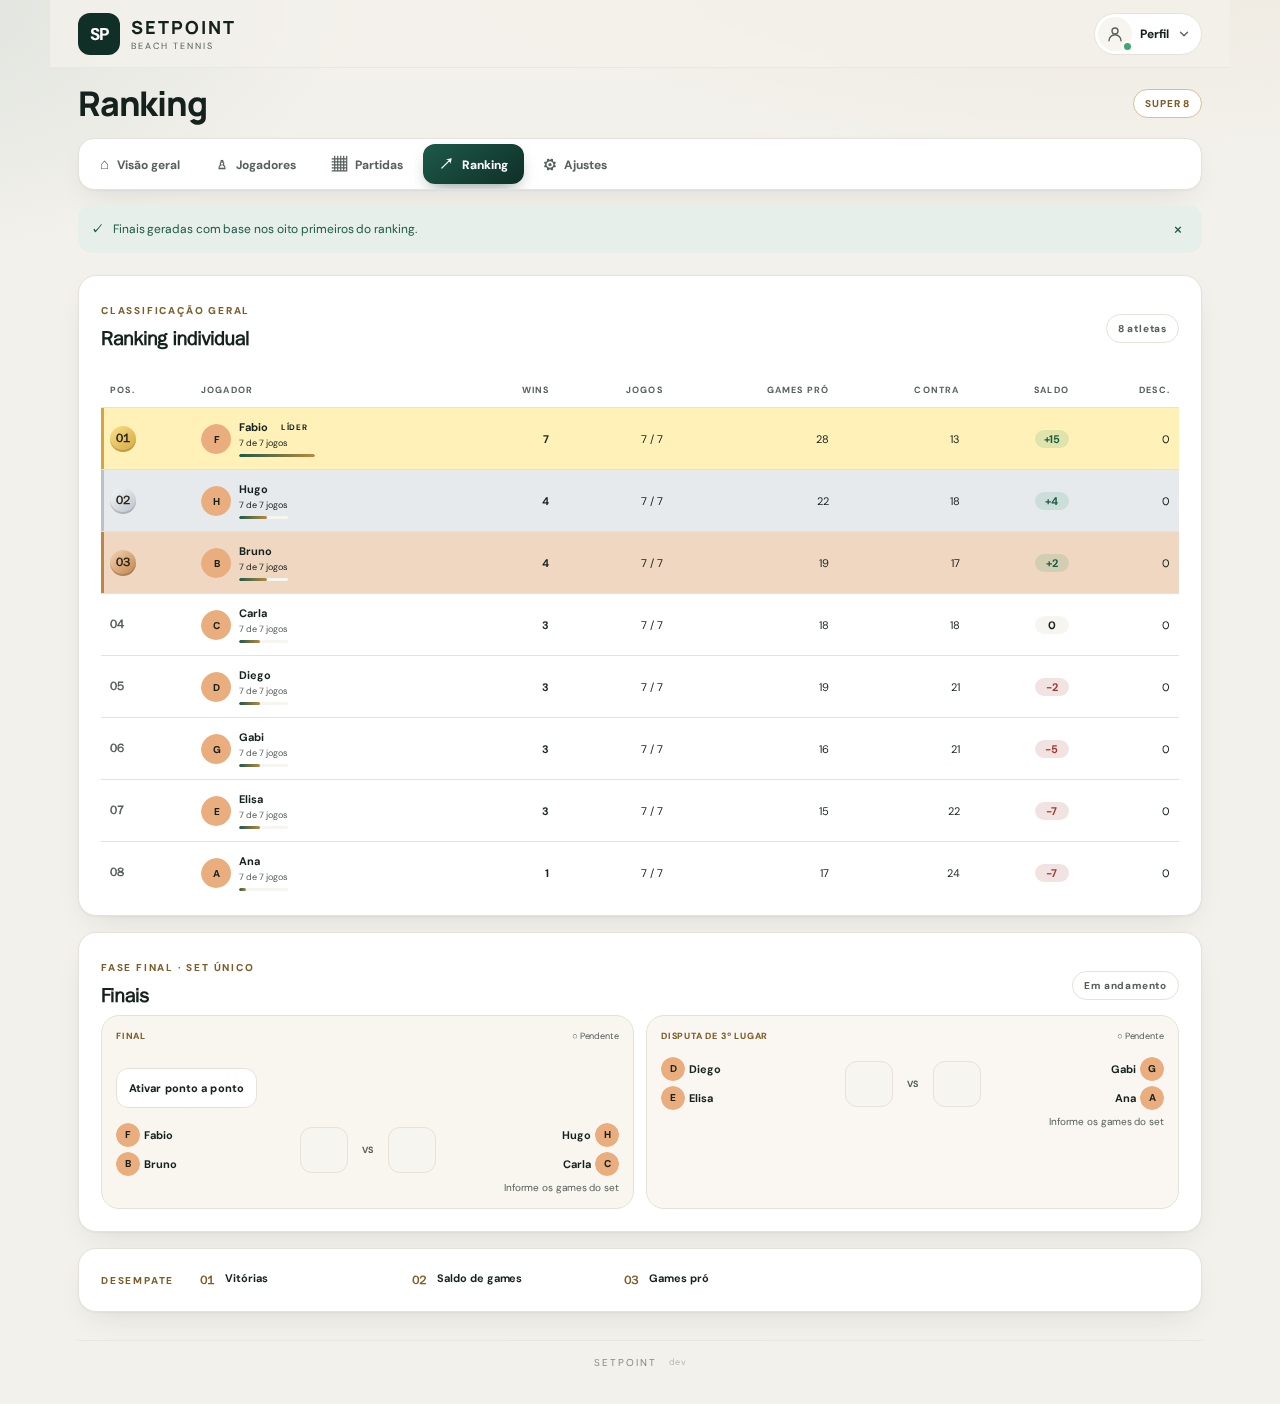 SP
SETPOINT
BEACH TENNIS
Perfil
Ranking
SUPER 8
Visão geral
Jogadores
Partidas
Ranking
Ajustes
✓ Finais geradas com base nos oito primeiros do ranking.
×
CLASSIFICAÇÃO GERAL
Ranking individual
8 atletas
POS. JOGADOR WINS JOGOS GAMES PRÓ CONTRA SALDO DESC.
01 F Fabio LÍDER 7 7 / 7 28 13 +15 0
7 de 7 jogos
02 H Hugo 4 7 / 7 22 18 +4 0
7 de 7 jogos
03 B Bruno 4 7 / 7 19 17 +2 0
7 de 7 jogos
04 C Carla 3 7 / 7 18 18 0 0
7 de 7 jogos
05 D Diego 3 7 / 7 19 21 -2 0
7 de 7 jogos
06 G Gabi 3 7 / 7 16 21 -5 0
7 de 7 jogos
07 E Elisa 3 7 / 7 15 22 -7 0
7 de 7 jogos
08 A Ana 1 7 / 7 17 24 -7 0
7 de 7 jogos
FASE FINAL · SET ÚNICO
Finais
Em andamento
FINAL
○ Pendente
Ativar ponto a ponto
F Fabio
B Bruno
VS
Hugo H
Carla C
Informe os games do set
DISPUTA DE 3º LUGAR
○ Pendente
D Diego
E Elisa
VS
Gabi G
Ana A
Informe os games do set
DESEMPATE
01 Vitórias
02 Saldo de games
03 Games pró
SETPOINT dev